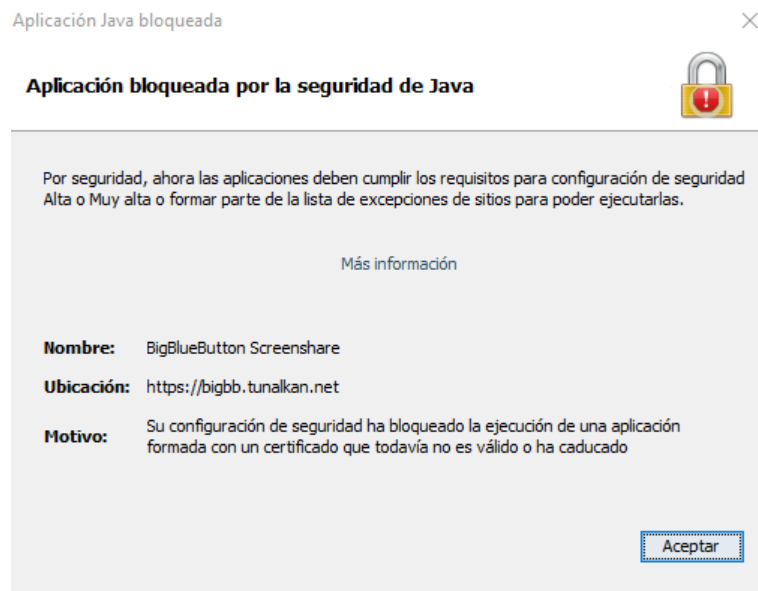 Aplicación Java bloqueada
Aplicación bloqueada por la seguridad de Java
Por seguridad, ahora las aplicaciones deben cumplir los requisitos para configuración de seguridad
Alta o Muy alta o formar parte de la lista de excepciones de sitios para poder ejecutarlas.
Más información
Nombre: BigBlueButton Screenshare
Ubicación: https://bigbb.tunalkan.net
Motivo: Su configuración de seguridad ha bloqueado la ejecución de una aplicación
formada con un certificado que todavía no es válido o ha caducado
Aceptar